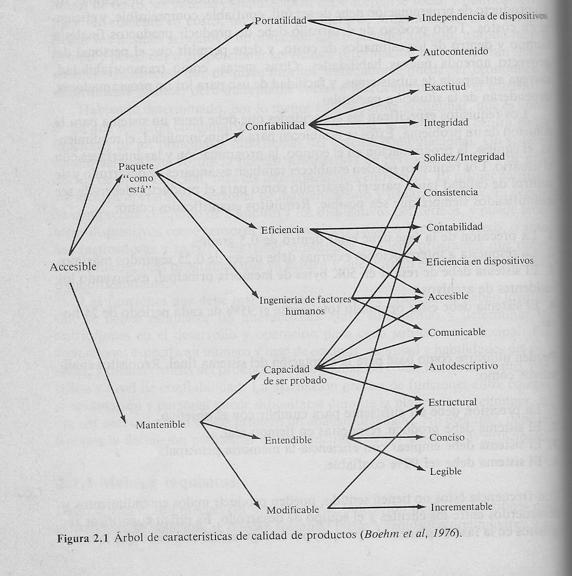 Portatilidad
Independencia de dispositivos
Autocontenido
Exactitud
Confiabilidad
Integridad
Solidez/Integridad
Paquete
"como
está"
Consistencia
Eficiencia
Contabilidad
Eficiencia en dispositivos
Accesible
Ingeniería de factores
humanos
Accesible
Comunicable
Capacidad
de ser probado
Autodescriptivo
Estructural
Mantenible
Entendible
Conciso
Legible
Modificable
Incrementable
Figura 2.1 Árbol de características de calidad de productos (Boehm et al, 1976).